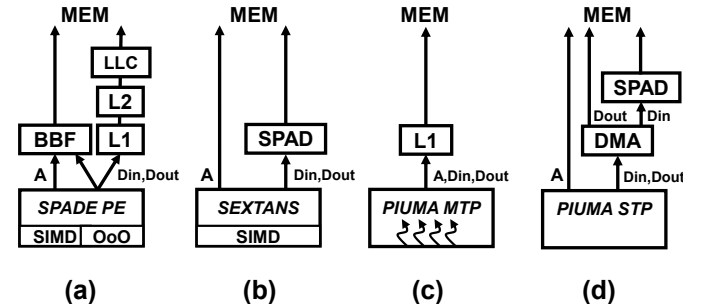 MEM
LLC
L2
BBF
L1
A
Din,Dout
SPADE PE
SIMD
OoO
(a)
MEM
SPAD
A
Din,Dout
SEXTANS
SIMD
(b)
MEM
L1
A,Din,Dout
PIUMA MTP
(c)
MEM
SPAD
Dout
Din
DMA
A
Din,Dout
PIUMA STP
(d)